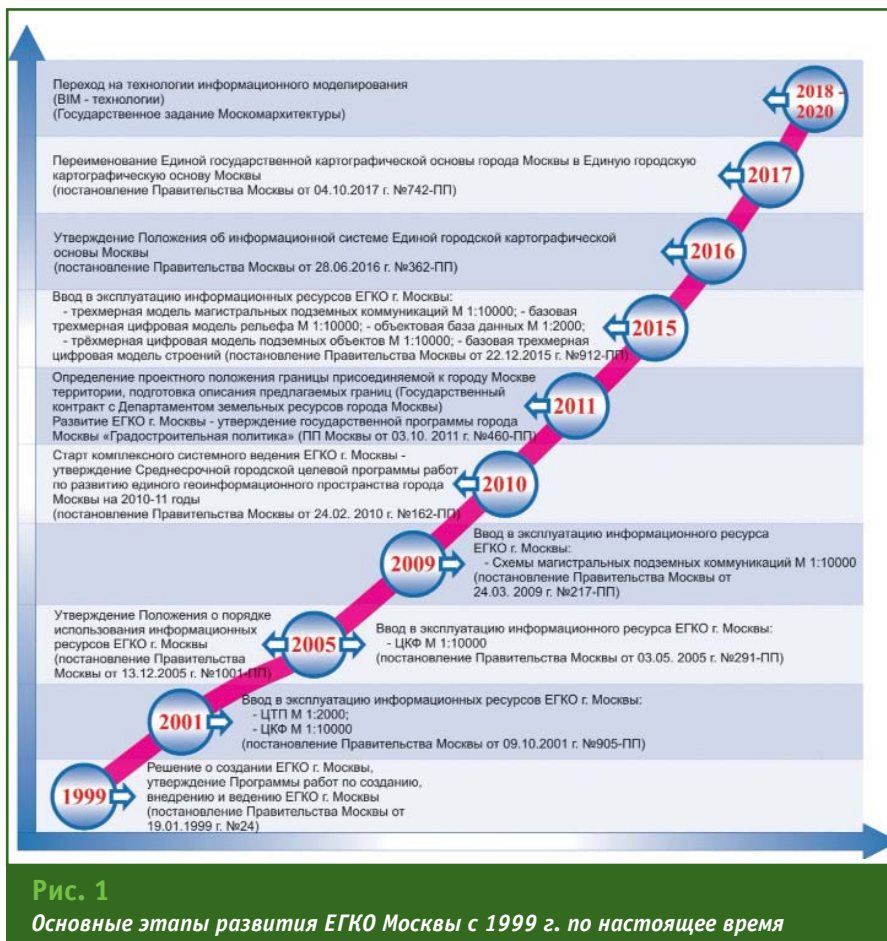 Переход на технологии информационного моделирования
(BIM - технологии)
(Государственное задание Москомархитектуры)
2018 -
2020
Переименование Единой государственной картографической основы города Москвы в Единую городскую
картографическую основу Москвы
(постановление Правительства Москвы от 04.10.2017 г. №742-ПП)
2017
Утверждение Положения об информационной системе Единой городской картографической
основы Москвы
(постановление Правительства Москвы от 28.06.2016 г. №362-ПП)
2016
Ввод в эксплуатацию информационных ресурсов ЕГКО г. Москвы:
- трехмерная модель магистральных подземных коммуникаций М 1:10000; - базовая
трехмерная цифровая модель рельефа М 1:10000; - объектовая база данных М 1:2000;
- трёхмерная цифровая модель подземных объектов М 1:10000; - базовая трехмерная
цифровая модель строений (постановление Правительства Москвы от 22.12.2015 г. №912-ПП)
2015
Определение проектного положения границы присоединяемой к городу Москве
территории, подготовка описания предлагаемых границ (Государственный
контракт с Департаментом земельных ресурсов города Москвы)
Развитие ЕГКО г. Москвы - утверждение государственной программы города
Москвы «Градостроительная политика» (ПП Москвы от 03.10. 2011 г. №460-ПП)
2011
Старт комплексного системного ведения ЕГКО г. Москвы -
утверждение Среднесрочной городской целевой программы работ
по развитию единого геоинформационного пространства города
Москвы на 2010-11 годы
(постановление Правительства Москвы от 24.02. 2010 г. №162-ПП)
2010
2009
Ввод в эксплуатацию информационного ресурса
ЕГКО г. Москвы:
- Схемы магистральных подземных коммуникаций М 1:10000
(постановление Правительства Москвы от
24.03. 2009 г. №217-ПП)
Утверждение Положения о порядке
использования информационных
ресурсов ЕГКО г. Москвы
(постановление Правительства
Москвы от 13.12.2005 г. №1001-ПП)
2005
Ввод в эксплуатацию информационного ресурса ЕГКО г. Москвы:
- ЦКФ М 1:10000
(постановление Правительства Москвы от 03.05. 2005 г. №291-ПП)
2001
Ввод в эксплуатацию информационных ресурсов ЕГКО г. Москвы:
- ЦТП М 1:2000;
- ЦКФ М 1:10000
(постановление Правительства Москвы от 09.10.2001 г. №905-ПП)
1999
Решение о создании ЕГКО г. Москвы,
утверждение Программы работ по созданию,
внедрению и ведению ЕГКО г. Москвы
(постановление Правительства Москвы от
19.01.1999 г. №24)
Рис. 1
Основные этапы развития ЕГКО Москвы с 1999 г. по настоящее время